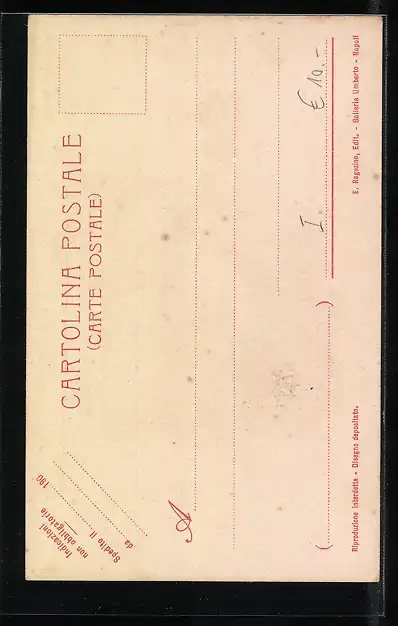 CARTOLINA POSTALE
(CARTE POSTALE)
Indicazioni
non obbligatorie
190
Spedito il
da
A
I
€ 10.-
( )
Riproduzione interdetta - Disegno depositato.
E. Ragozino, Edit. - Galleria Umberto - Napoli